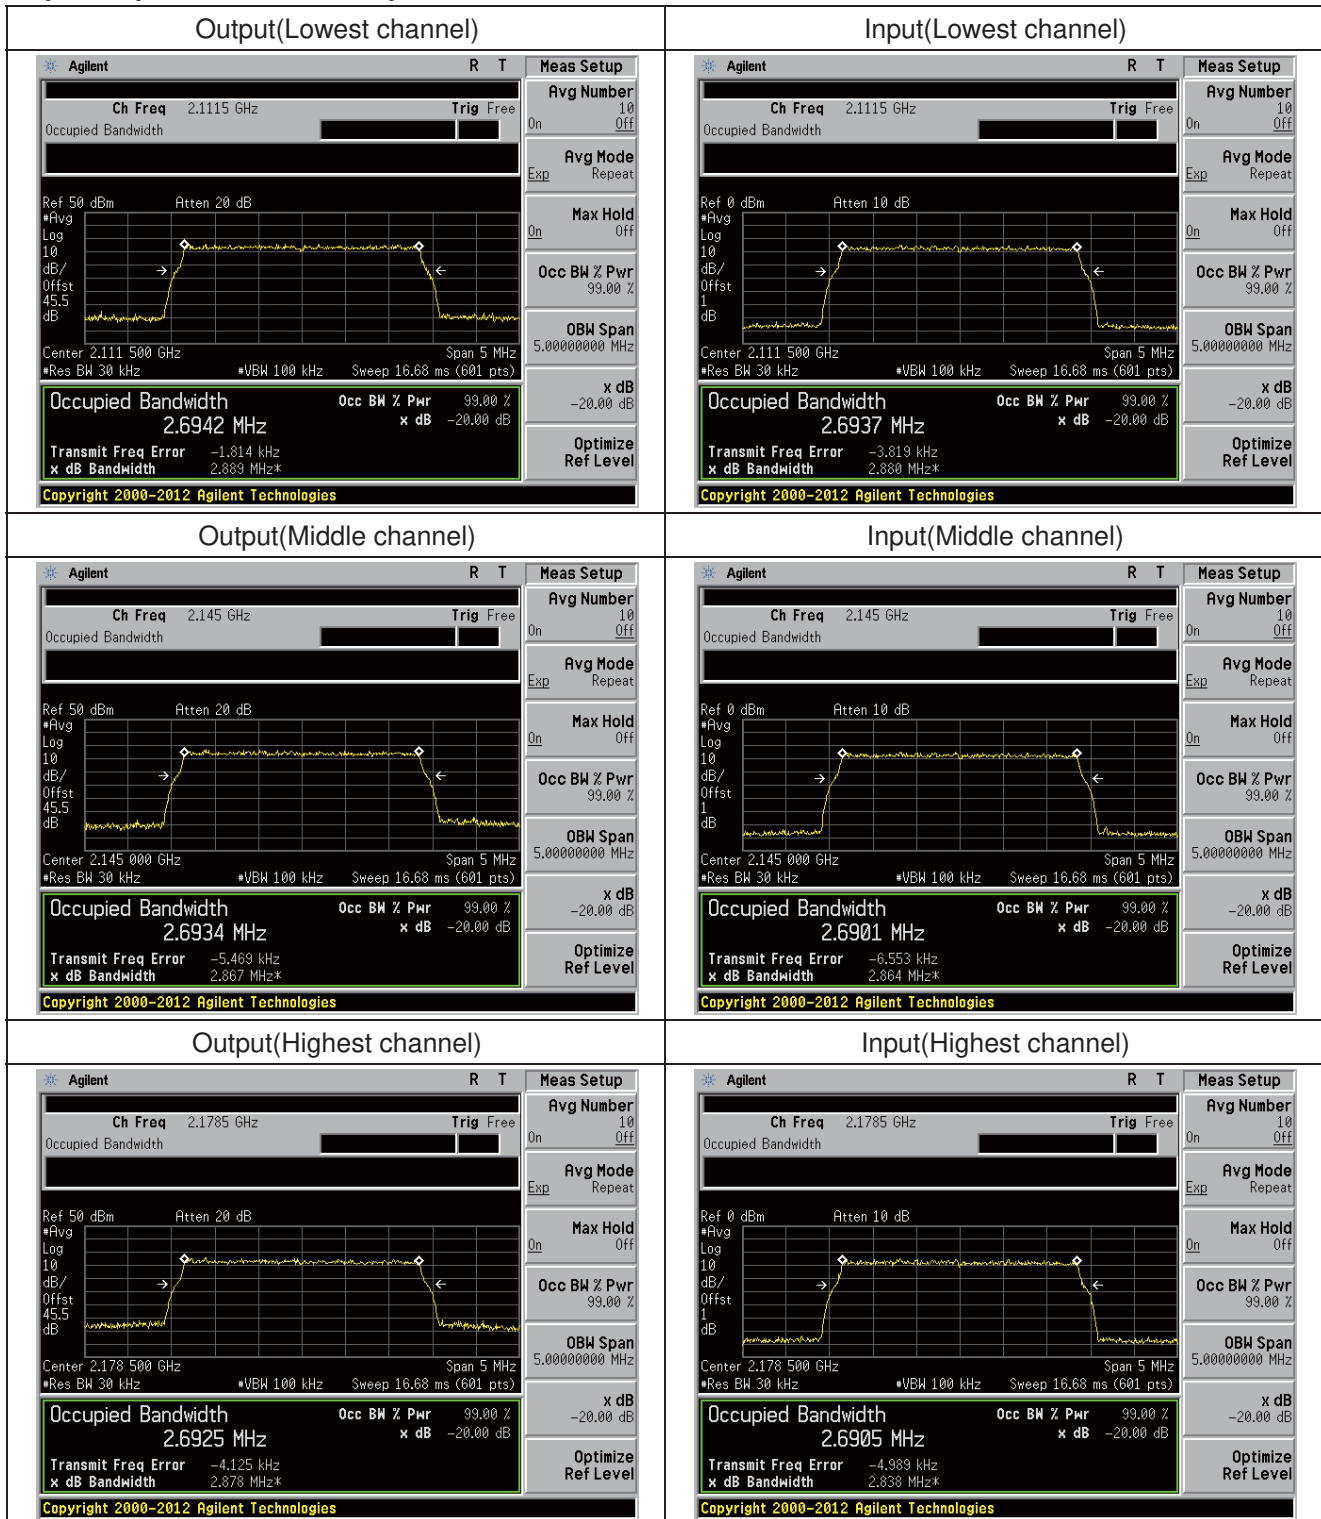 Output(Lowest channel)
Input(Lowest channel)
Agilent R T Meas Setup
Ch Freq 2.1115 GHz Trig Free
Occupied Bandwidth
Avg Number
10
On Off
Avg Mode
Exp Repeat
Max Hold
On Off
Occ BW % Pwr
99.00 %
OBW Span
5.00000000 MHz
x dB
-20.00 dB
Optimize
Ref Level
Ref 50 dBm Atten 20 dB
#Avg
Log
10
dB/
Offst
45.5
dB
Center 2.111 500 GHz Span 5 MHz
#Res BW 30 kHz #VBW 100 kHz Sweep 16.68 ms (601 pts)
Occupied Bandwidth Occ BW % Pwr 99.00 %
2.6942 MHz x dB -20.00 dB
Transmit Freq Error -1.814 kHz
x dB Bandwidth 2.889 MHz*
Copyright 2000-2012 Agilent Technologies
Agilent R T Meas Setup
Ch Freq 2.1115 GHz Trig Free
Occupied Bandwidth
Avg Number
10
On Off
Avg Mode
Exp Repeat
Max Hold
On Off
Occ BW % Pwr
99.00 %
OBW Span
5.00000000 MHz
x dB
-20.00 dB
Optimize
Ref Level
Ref 0 dBm Atten 10 dB
#Avg
Log
10
dB/
Offst
1
dB
Center 2.111 500 GHz Span 5 MHz
#Res BW 30 kHz #VBW 100 kHz Sweep 16.68 ms (601 pts)
Occupied Bandwidth Occ BW % Pwr 99.00 %
2.6937 MHz x dB -20.00 dB
Transmit Freq Error -3.819 kHz
x dB Bandwidth 2.880 MHz*
Copyright 2000-2012 Agilent Technologies
Output(Middle channel)
Input(Middle channel)
Agilent R T Meas Setup
Ch Freq 2.145 GHz Trig Free
Occupied Bandwidth
Avg Number
10
On Off
Avg Mode
Exp Repeat
Max Hold
On Off
Occ BW % Pwr
99.00 %
OBW Span
5.00000000 MHz
x dB
-20.00 dB
Optimize
Ref Level
Ref 50 dBm Atten 20 dB
#Avg
Log
10
dB/
Offst
45.5
dB
Center 2.145 000 GHz Span 5 MHz
#Res BW 30 kHz #VBW 100 kHz Sweep 16.68 ms (601 pts)
Occupied Bandwidth Occ BW % Pwr 99.00 %
2.6934 MHz x dB -20.00 dB
Transmit Freq Error -5.469 kHz
x dB Bandwidth 2.867 MHz*
Copyright 2000-2012 Agilent Technologies
Agilent R T Meas Setup
Ch Freq 2.145 GHz Trig Free
Occupied Bandwidth
Avg Number
10
On Off
Avg Mode
Exp Repeat
Max Hold
On Off
Occ BW % Pwr
99.00 %
OBW Span
5.00000000 MHz
x dB
-20.00 dB
Optimize
Ref Level
Ref 0 dBm Atten 10 dB
#Avg
Log
10
dB/
Offst
1
dB
Center 2.145 000 GHz Span 5 MHz
#Res BW 30 kHz #VBW 100 kHz Sweep 16.68 ms (601 pts)
Occupied Bandwidth Occ BW % Pwr 99.00 %
2.6901 MHz x dB -20.00 dB
Transmit Freq Error -6.553 kHz
x dB Bandwidth 2.864 MHz*
Copyright 2000-2012 Agilent Technologies
Output(Highest channel)
Input(Highest channel)
Agilent R T Meas Setup
Ch Freq 2.1785 GHz Trig Free
Occupied Bandwidth
Avg Number
10
On Off
Avg Mode
Exp Repeat
Max Hold
On Off
Occ BW % Pwr
99.00 %
OBW Span
5.00000000 MHz
x dB
-20.00 dB
Optimize
Ref Level
Ref 50 dBm Atten 20 dB
#Avg
Log
10
dB/
Offst
45.5
dB
Center 2.178 500 GHz Span 5 MHz
#Res BW 30 kHz #VBW 100 kHz Sweep 16.68 ms (601 pts)
Occupied Bandwidth Occ BW % Pwr 99.00 %
2.6925 MHz x dB -20.00 dB
Transmit Freq Error -4.125 kHz
x dB Bandwidth 2.878 MHz*
Copyright 2000-2012 Agilent Technologies
Agilent R T Meas Setup
Ch Freq 2.1785 GHz Trig Free
Occupied Bandwidth
Avg Number
10
On Off
Avg Mode
Exp Repeat
Max Hold
On Off
Occ BW % Pwr
99.00 %
OBW Span
5.00000000 MHz
x dB
-20.00 dB
Optimize
Ref Level
Ref 0 dBm Atten 10 dB
#Avg
Log
10
dB/
Offst
1
dB
Center 2.178 500 GHz Span 5 MHz
#Res BW 30 kHz #VBW 100 kHz Sweep 16.68 ms (601 pts)
Occupied Bandwidth Occ BW % Pwr 99.00 %
2.6905 MHz x dB -20.00 dB
Transmit Freq Error -4.989 kHz
x dB Bandwidth 2.838 MHz*
Copyright 2000-2012 Agilent Technologies